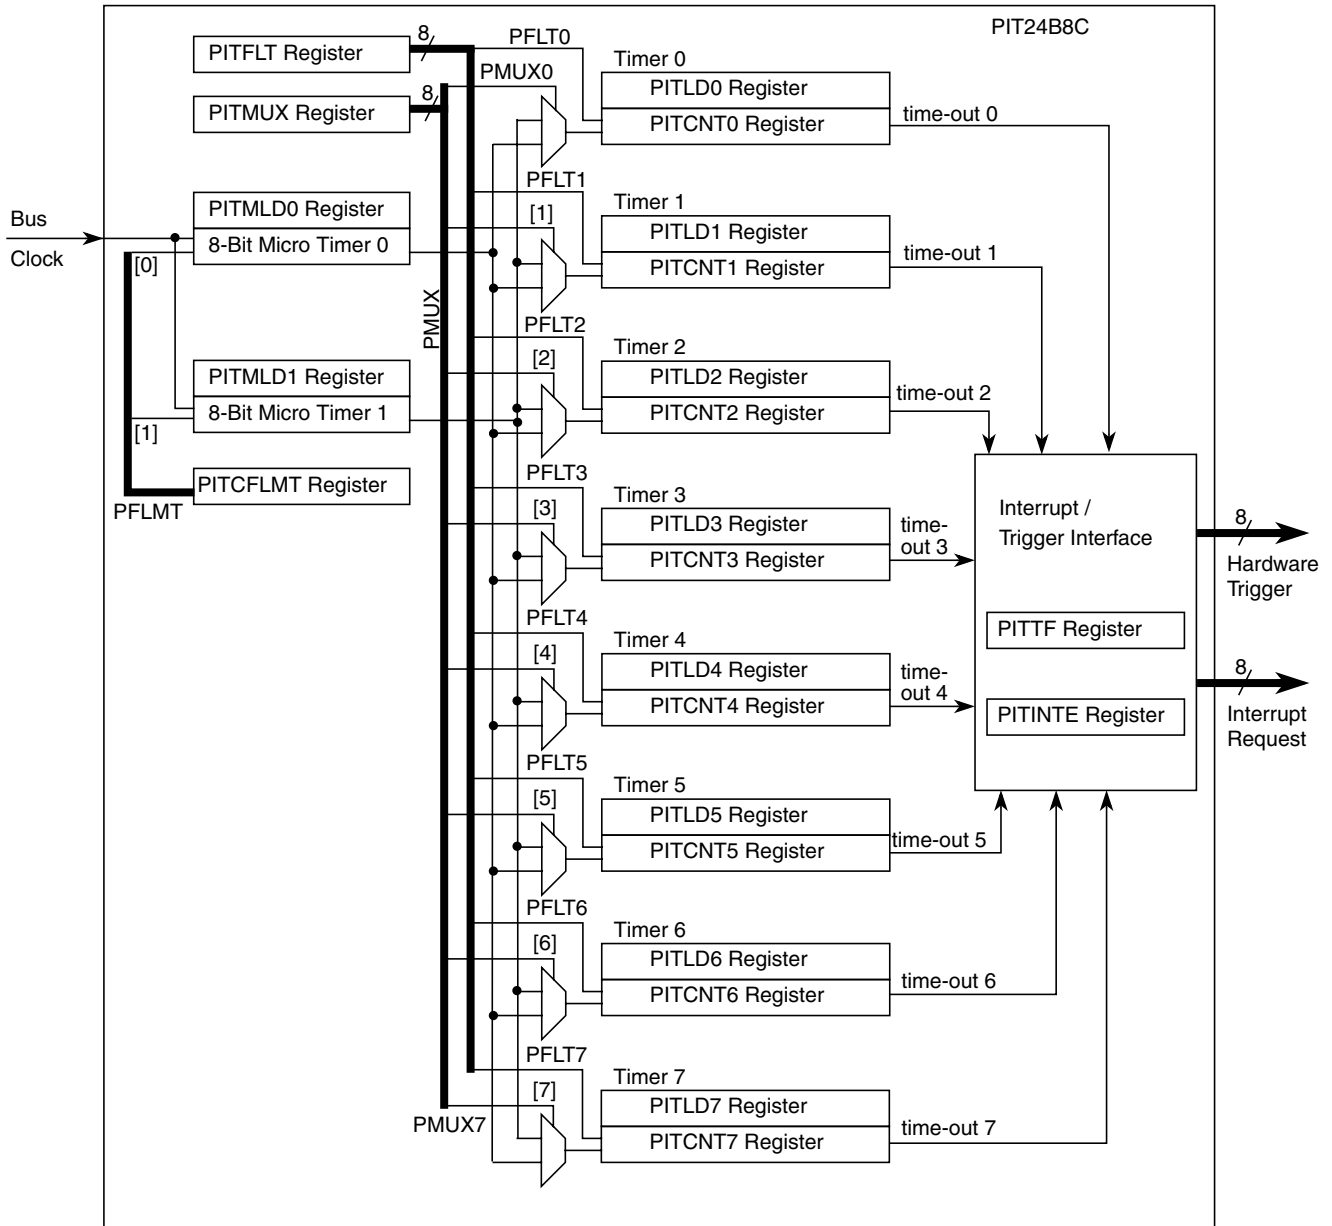 PIT24B8C
8
PITFLT Register
PFLT0
Timer 0
PMUX0
PITLD0 Register
8
PITMUX Register
PITCNT0 Register
time-out 0
PFLT1
Timer 1
Bus
Clock
PITMLD0 Register
8-Bit Micro Timer 0
[0]
[1]
PITLD1 Register
PITCNT1 Register
time-out 1
PMUX
PFLT2
Timer 2
[2]
PITLD2 Register
PITCNT2 Register
time-out 2
PITMLD1 Register
8-Bit Micro Timer 1
[1]
PITCFLMT Register
PFLMT
PFLT3
Timer 3
[3]
PITLD3 Register
PITCNT3 Register
time-
out 3
Interrupt /
Trigger Interface
8
Hardware
Trigger
PFLT4
Timer 4
[4]
PITLD4 Register
PITCNT4 Register
time-
out 4
PITTF Register
PITINTE Register
8
Interrupt
Request
PFLT5
Timer 5
[5]
PITLD5 Register
PITCNT5 Register
time-out 5
PFLT6
Timer 6
[6]
PITLD6 Register
PITCNT6 Register
time-out 6
PFLT7
Timer 7
[7]
PMUX7
PITLD7 Register
PITCNT7 Register
time-out 7